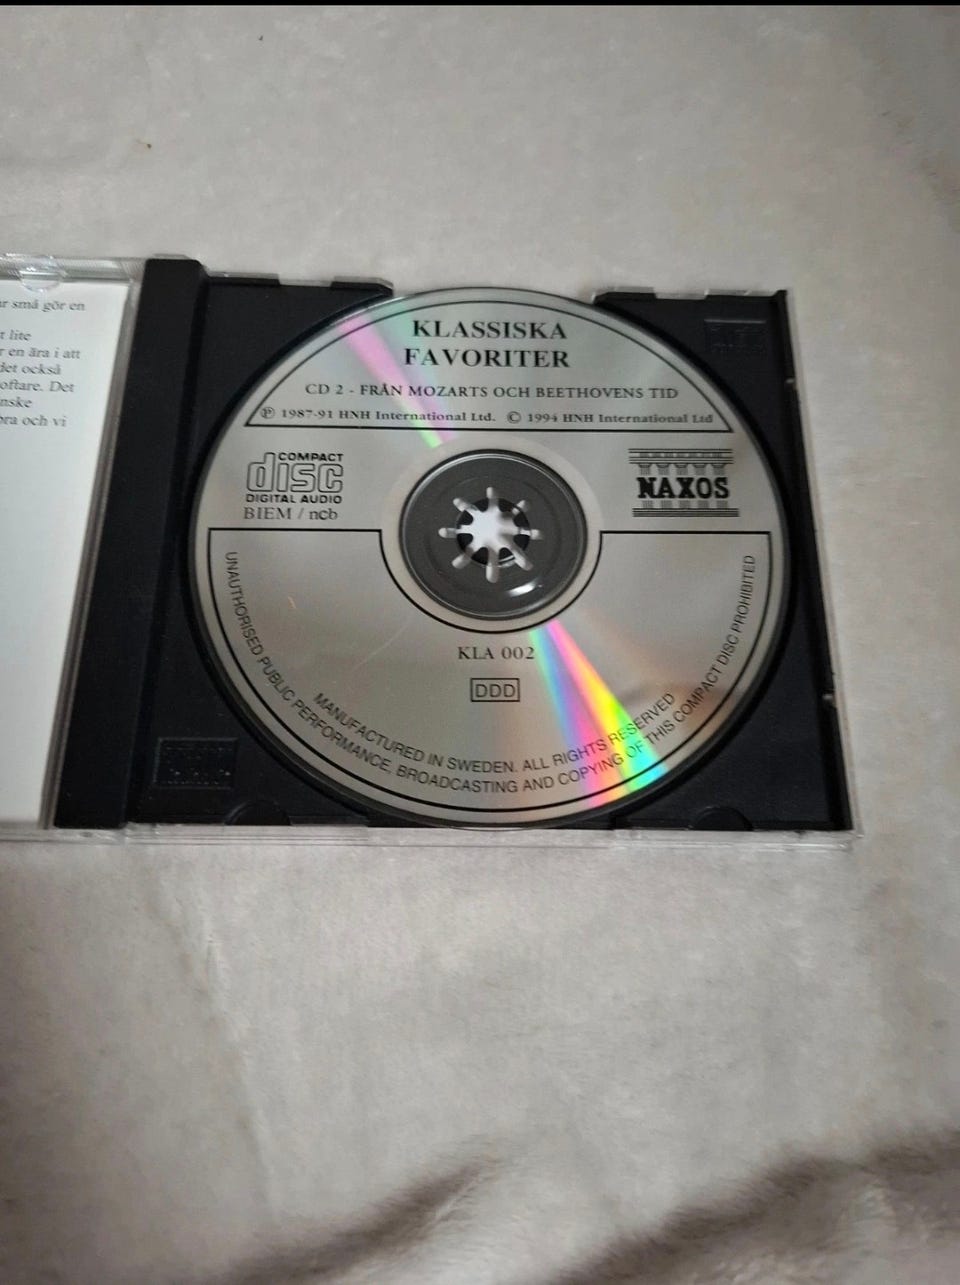 små gör en
lite
en ära i att
det också
oftare. Det
och vi
KLASSISKA
FAVORITER
CD 2 - FRÅN MOZARTS OCH BEETHOVENS TID
℗ 1987-91 HNH International Ltd. © 1994 HNH International Ltd
COMPACT
disc
DIGITAL AUDIO
BIEM / ncb
NAXOS
KLA 002
DDD
MANUFACTURED IN SWEDEN. ALL RIGHTS RESERVED
UNAUTHORISED PUBLIC PERFORMANCE, BROADCASTING AND COPYING OF THIS COMPACT DISC PROHIBITED